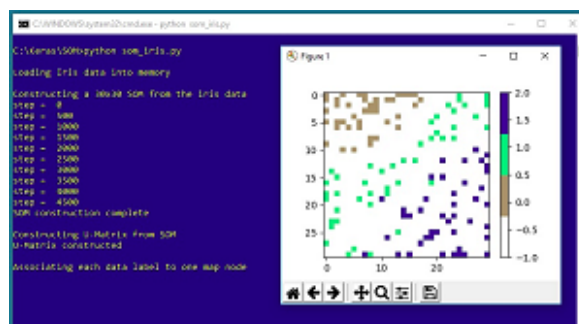 C:\WINDOWS\system32\cmd.exe - python som_iris.py
C:\Keras\SOM>python som_iris.py
Loading Iris data into memory
Constructing a 30x30 SOM from the iris data
step = 0
step = 500
step = 1000
step = 1500
step = 2000
step = 2500
step = 3000
step = 3500
step = 4000
step = 4500
SOM construction complete
Constructing U-Matrix from SOM
U-Matrix constructed
Associating each data label to one map node
Figure 1
0
5
10
15
20
25
0 10 20
2.0
1.5
1.0
0.5
0.0
−0.5
−1.0